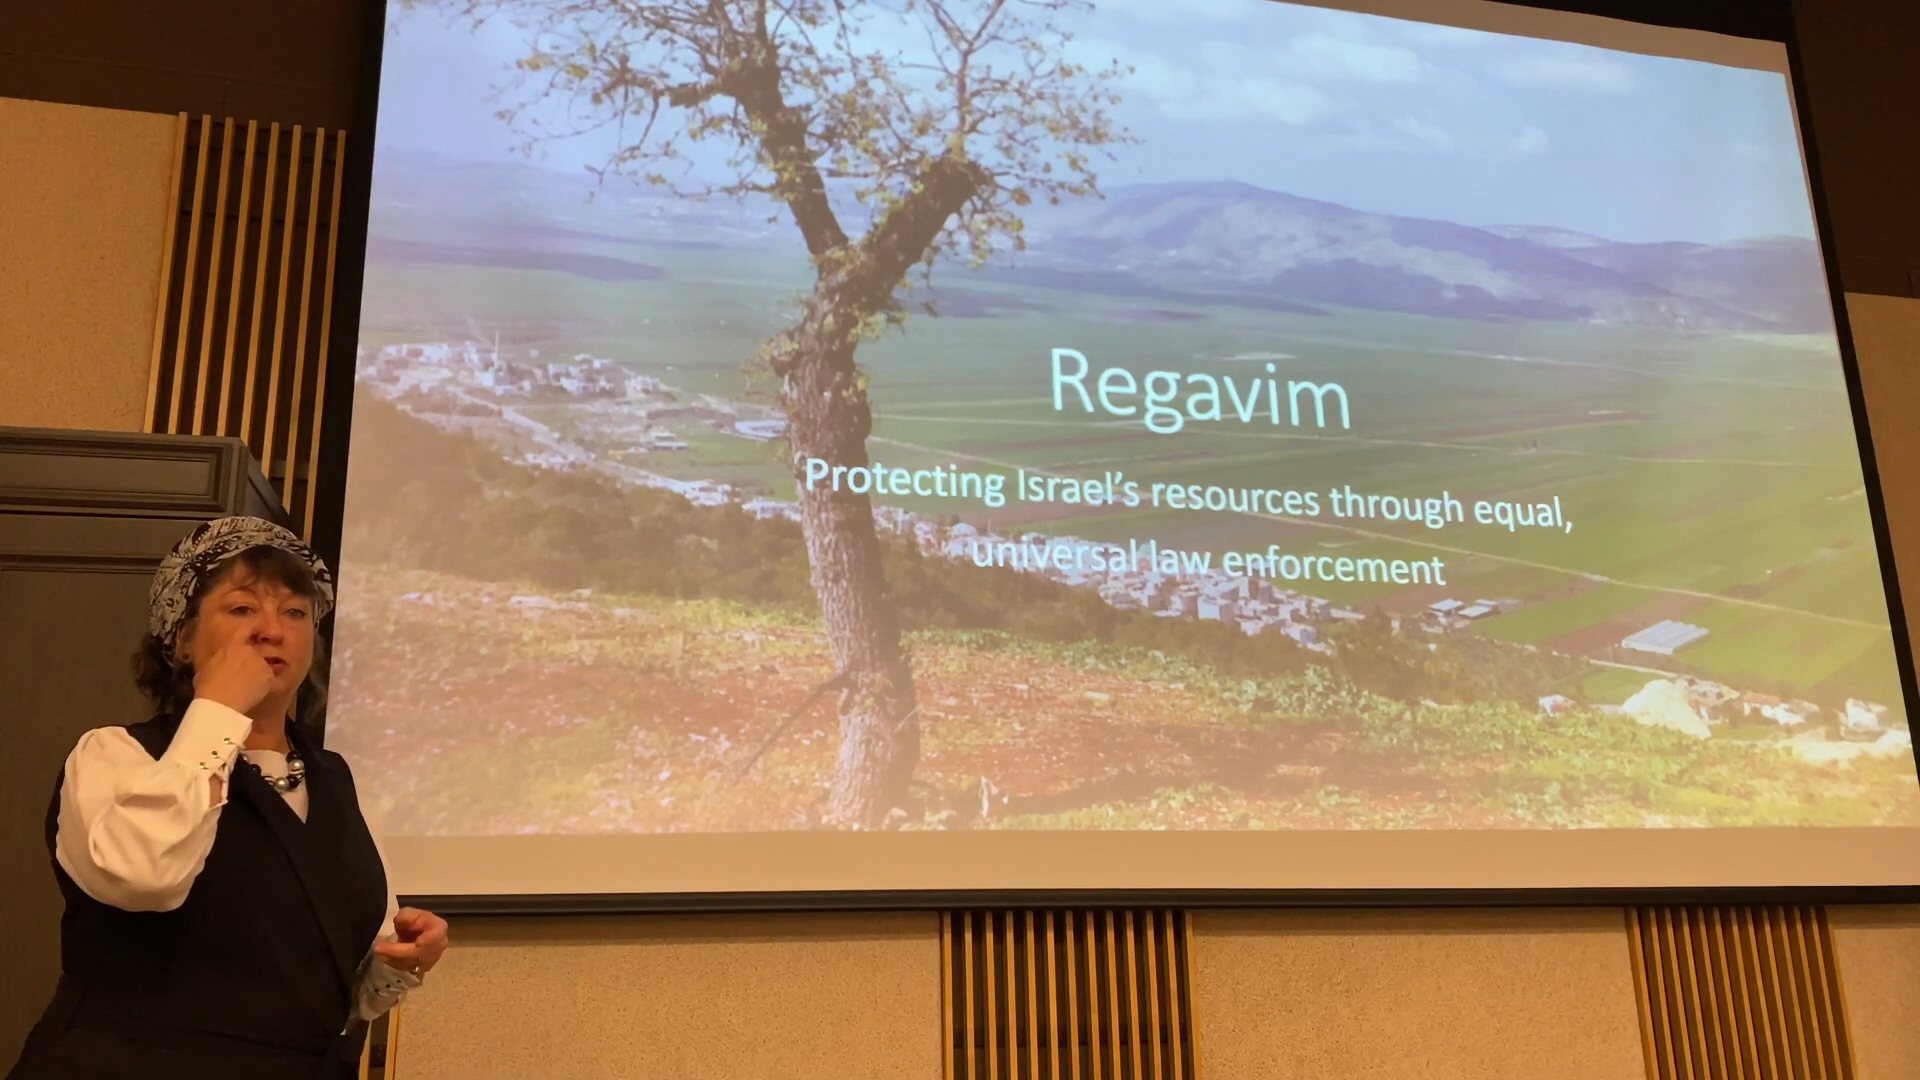 Regavim
Protecting Israel's resources through equal,
universal law enforcement